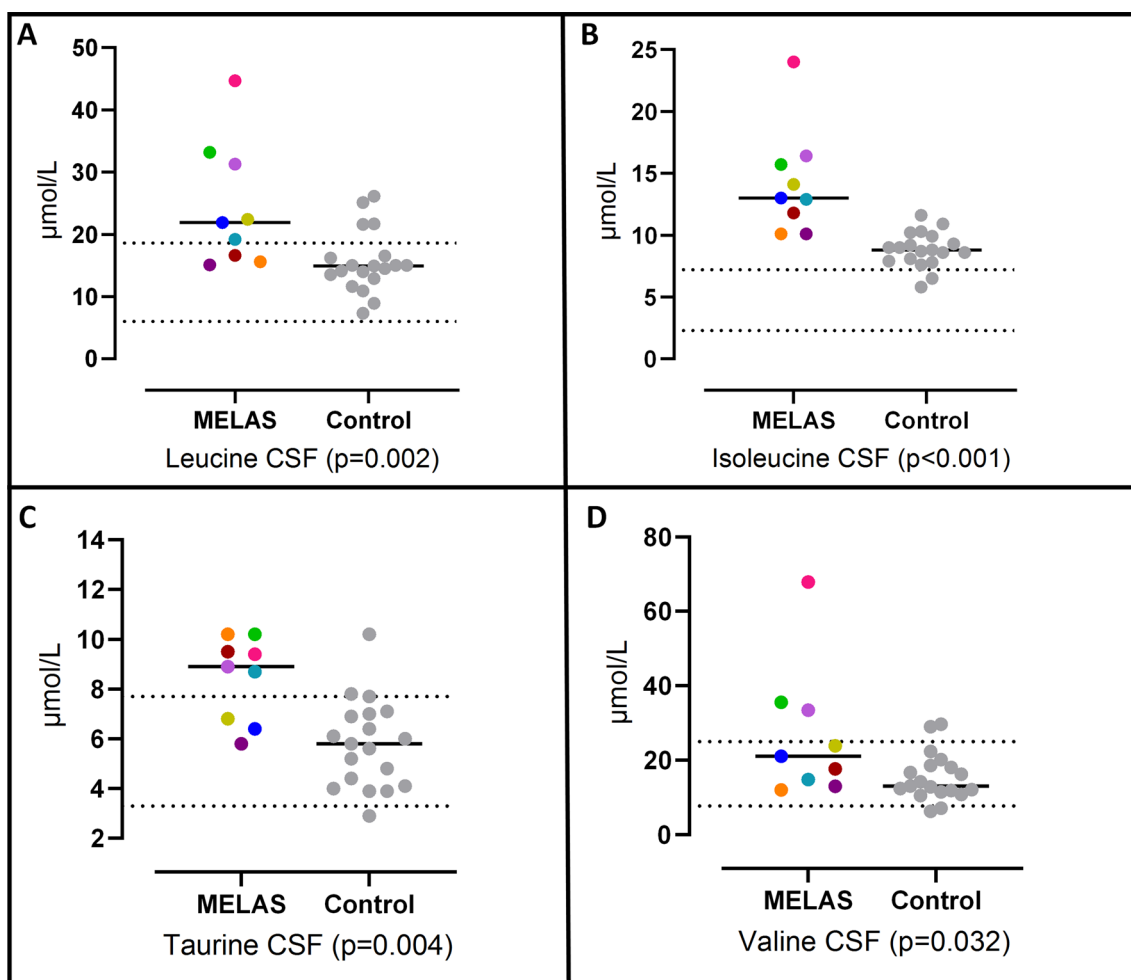 A
50
40
30
20
10
0
µmol/L
MELAS Control
Leucine CSF (p=0.002)
B
25
20
15
10
5
0
µmol/L
MELAS Control
Isoleucine CSF (p<0.001)
C
14
12
10
8
6
4
2
µmol/L
MELAS Control
Taurine CSF (p=0.004)
D
80
60
40
20
0
µmol/L
MELAS Control
Valine CSF (p=0.032)